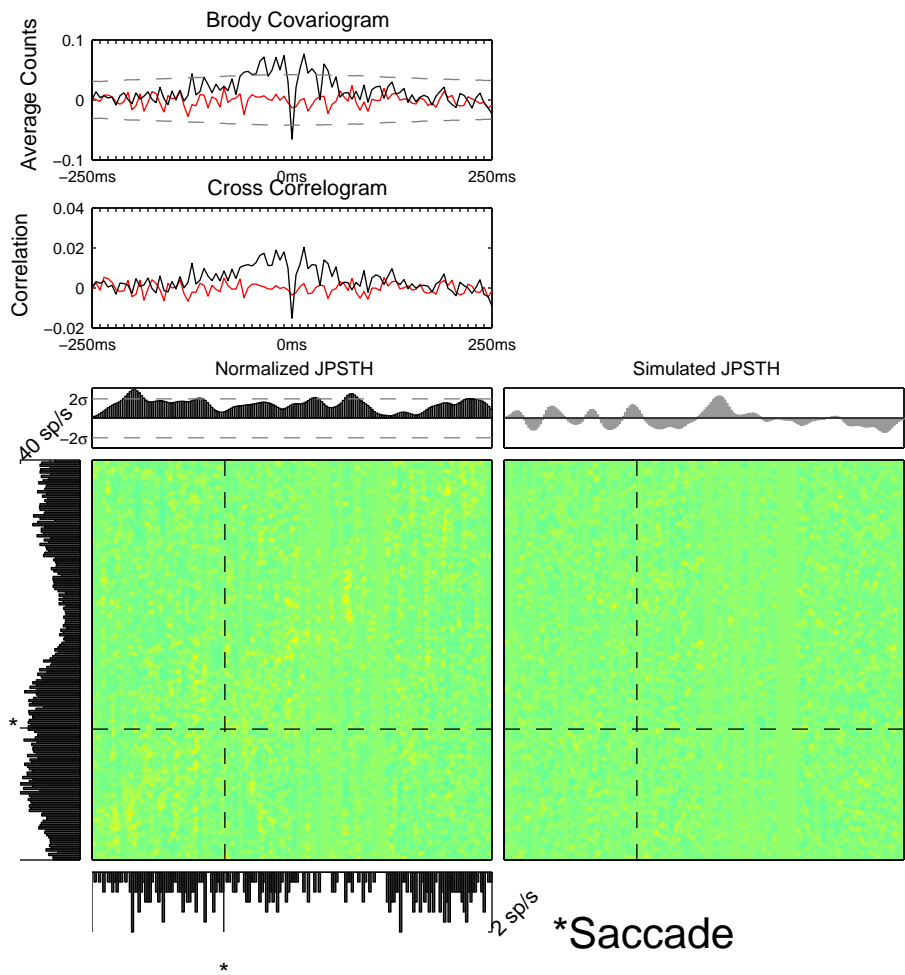 Brody Covariogram
Average Counts
0.1
0
−0.1
−250ms
0ms
250ms
Cross Correlogram
Correlation
0.04
0.02
0
−0.02
−250ms
0ms
250ms
Normalized JPSTH
Simulated JPSTH
2σ
−2σ
40 sp/s
*
2 sp/s
*Saccade
*